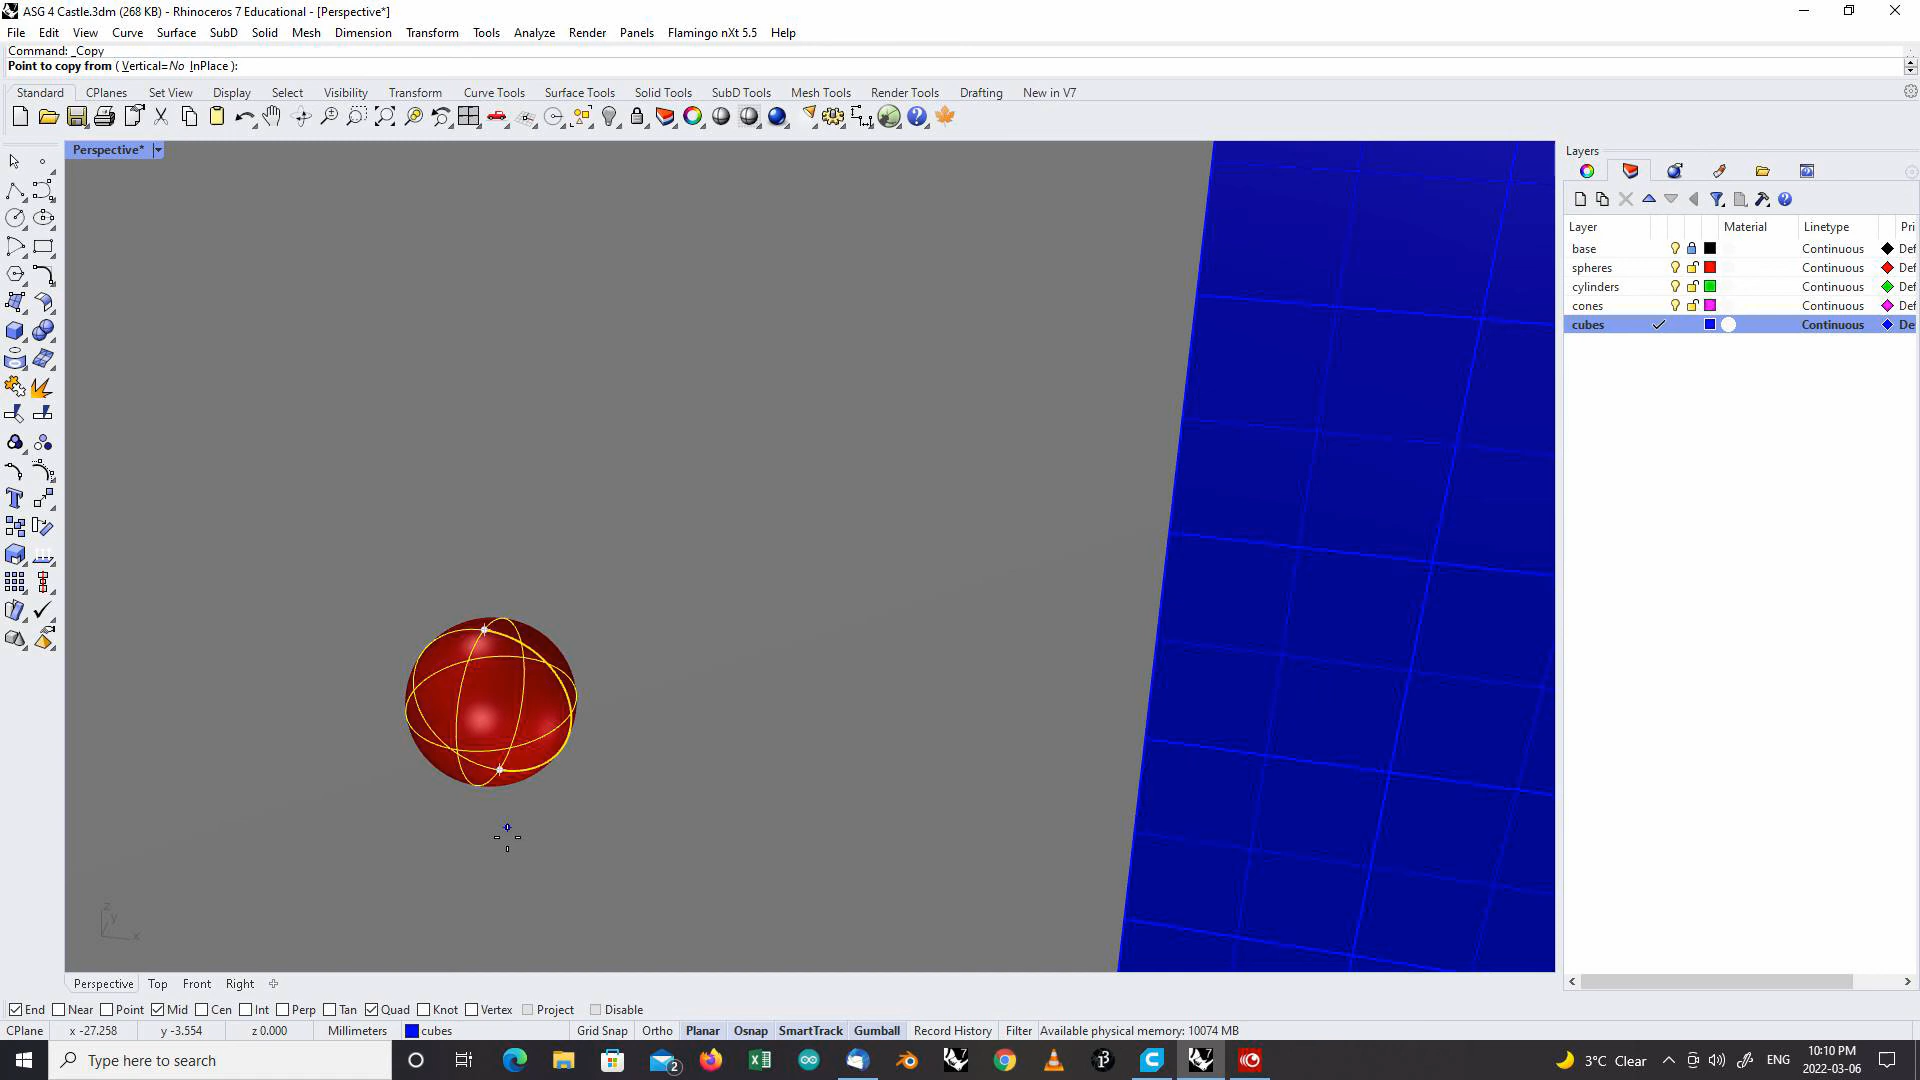 ASG 4 Castle.3dm (268 KB) - Rhinoceros 7 Educational - [Perspective*]
File Edit View Curve Surface SubD Solid Mesh Dimension Transform Tools Analyze Render Panels Flamingo nXt 5.5 Help
Command: _Copy
Point to copy from ( Vertical=No InPlace ):
Standard CPlanes Set View Display Select Visibility Transform Curve Tools Surface Tools Solid Tools SubD Tools Mesh Tools Render Tools Drafting New in V7
Perspective*
Layers
Layer Material Linetype Pri
base Continuous Def
spheres Continuous Def
cylinders Continuous Def
cones Continuous Def
cubes Continuous De
z
y
x
Perspective Top Front Right
End Near Point Mid Cen Int Perp Tan Quad Knot Vertex Project Disable
CPlane x -27.258 y -3.554 z 0.000 Millimeters cubes Grid Snap Ortho Planar Osnap SmartTrack Gumball Record History Filter Available physical memory: 10074 MB
Type here to search 2 7 7 3°C Clear ENG 10:10 PM
2022-03-06